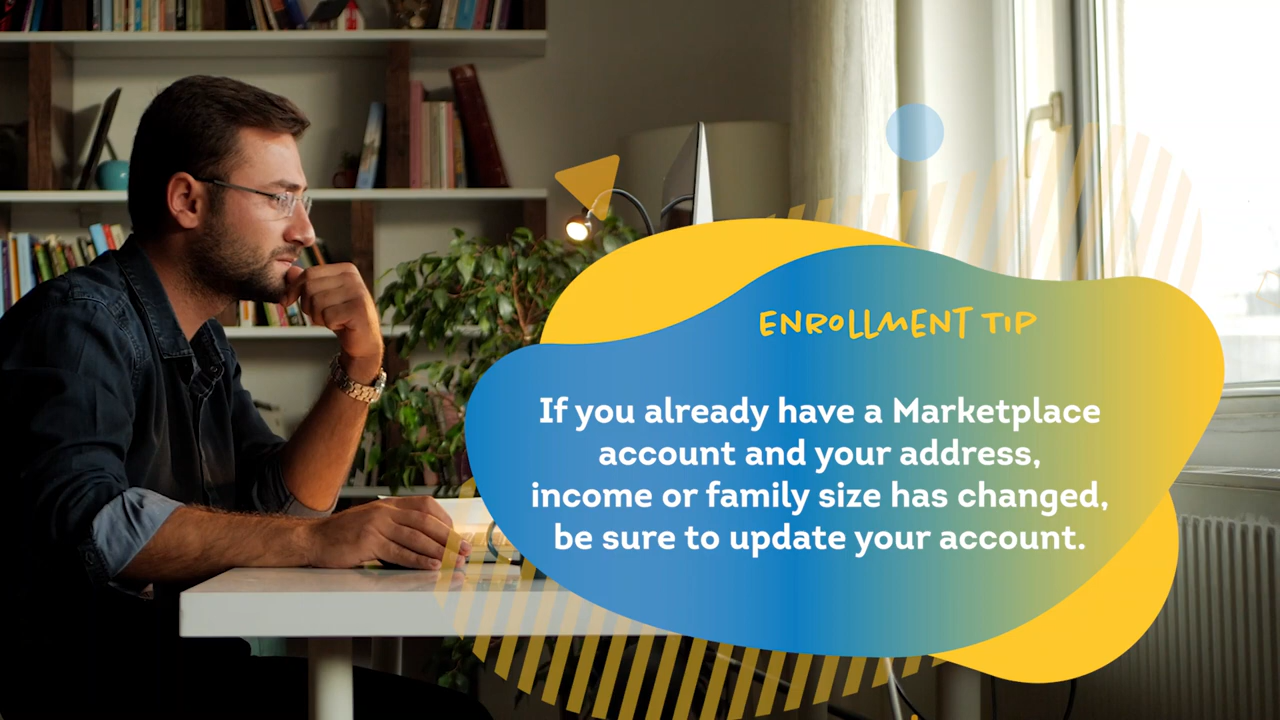 ENROLLMENT TIP
If you already have a Marketplace
account and your address,
income or family size has changed,
be sure to update your account.